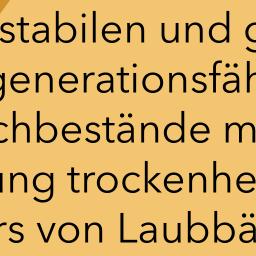 stabilen und g
generationsfäh
chbestände m
ung trockenhe
rs von Laubbä